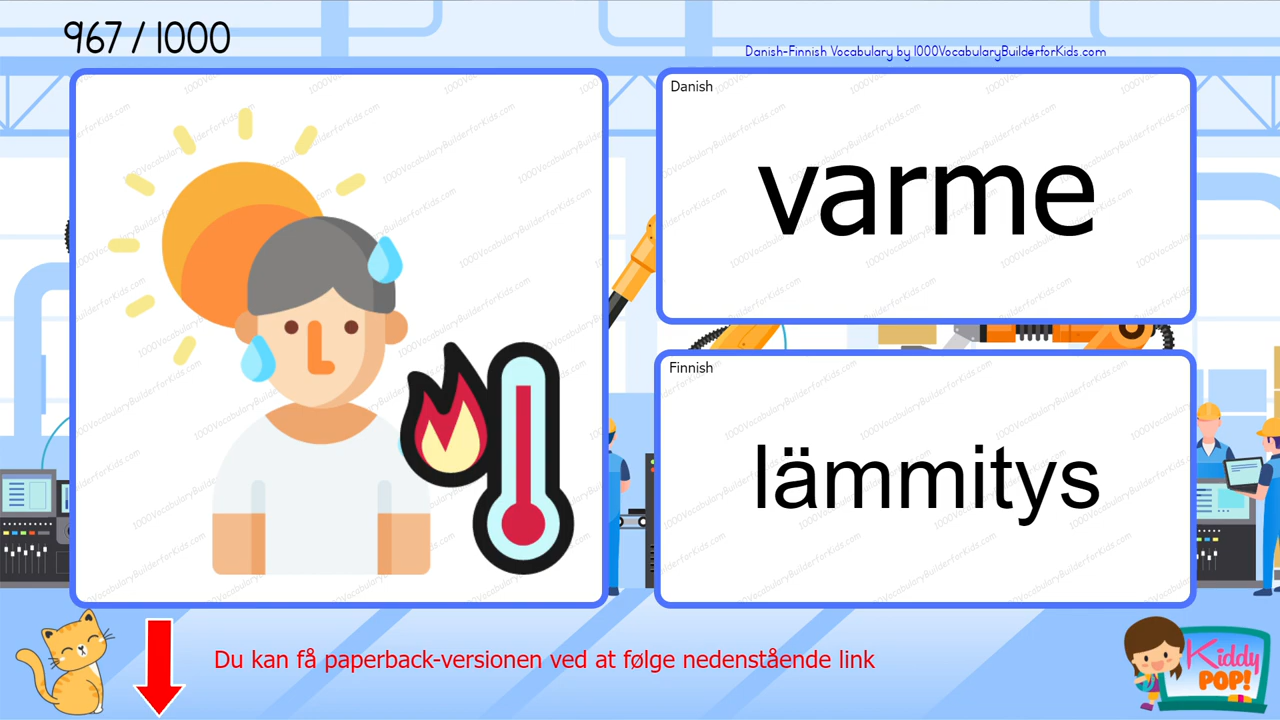 967 / 1000
Danish-Finnish Vocabulary by 1000VocabularyBuilderforKids.com
Danish
varme
Finnish
lämmitys
Du kan få paperback-versionen ved at følge nedenstående link
Kiddy
POP!